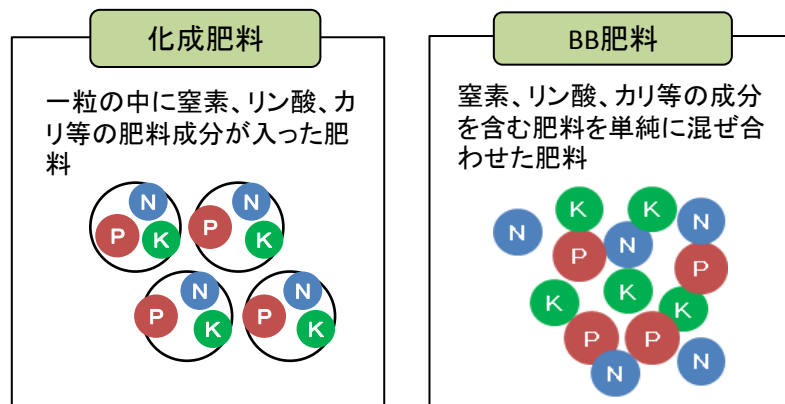 化成肥料
一粒の中に窒素、リン酸、カ
リ等の肥料成分が入った肥
料
N
N
P
K
P
K
N
N
P
K
P
K
BB肥料
窒素、リン酸、カリ等の成分
を含む肥料を単純に混ぜ合
わせた肥料
K
K
N
N
N
P
P
K
K
K
P
P
N
N